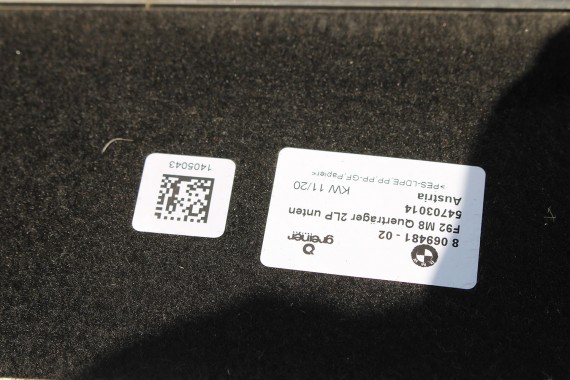 greiner
8 069481 - 02
F92 M8 Querträger 2LP unten
54703014
Austria
KW 11/20
>PES-LDPE,PP,PP-GF,Papier<
1405043